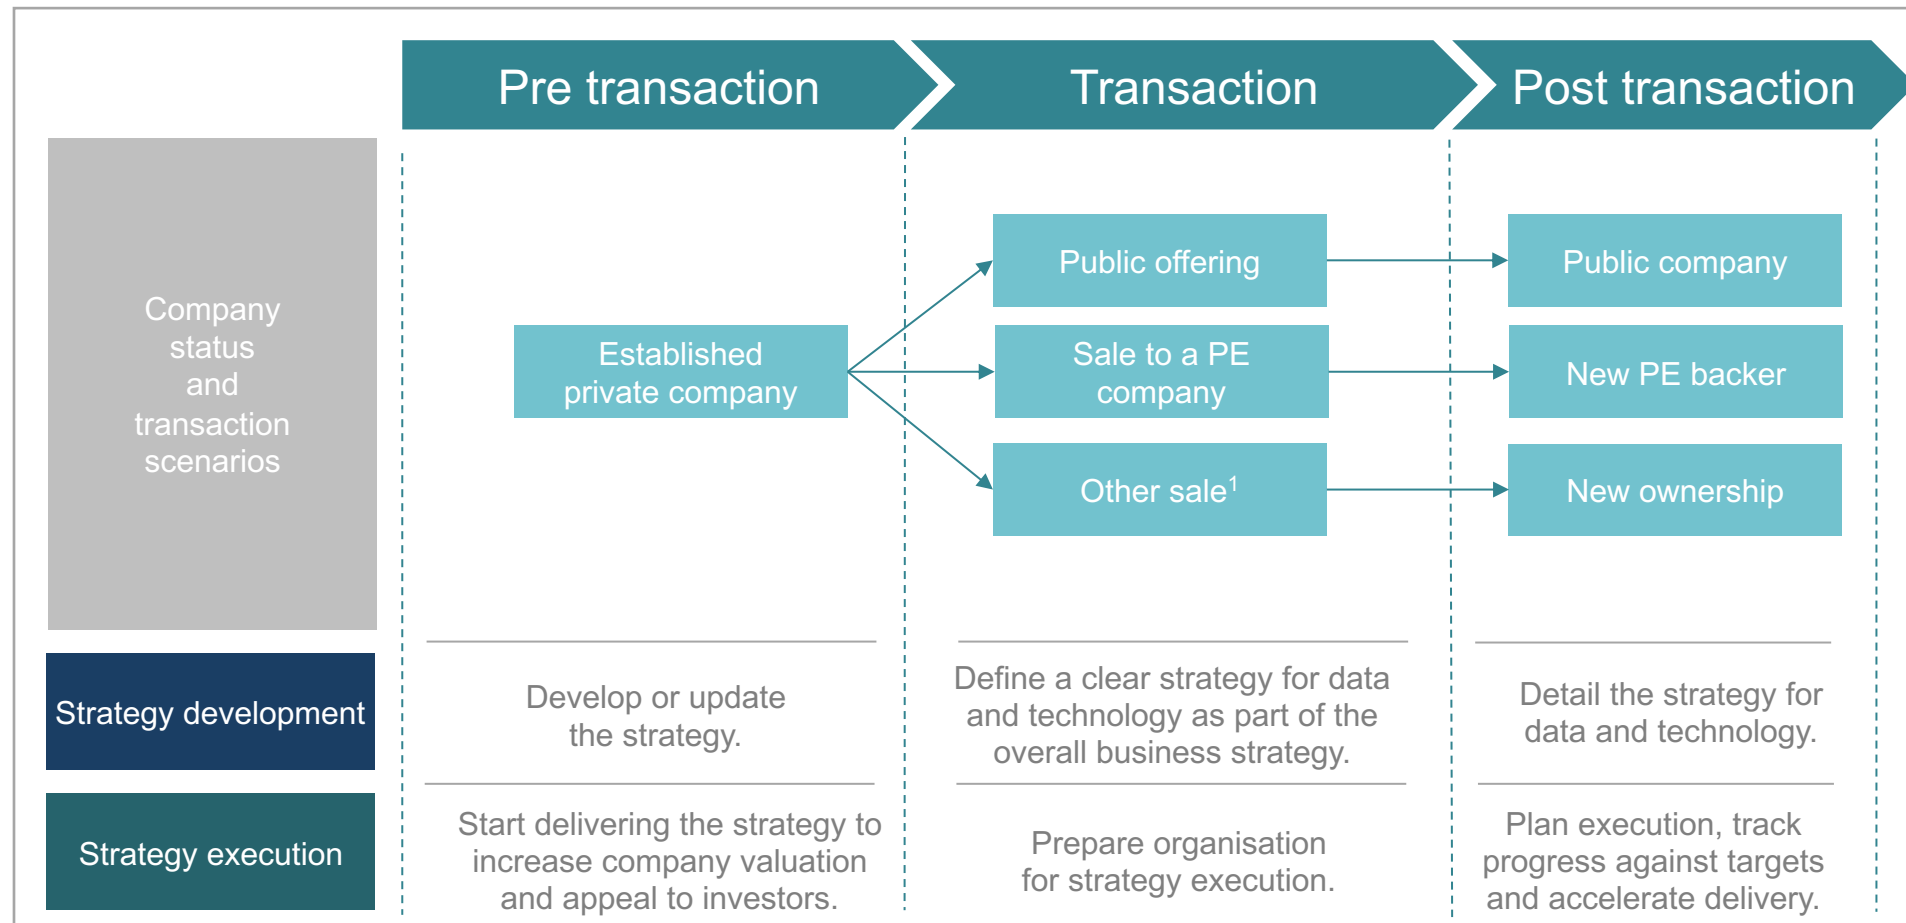 Pre transaction
Transaction
Post transaction
Company
status
and
transaction
scenarios
Established
private company
Public offering
Sale to a PE
company
Other sale1
Public company
New PE backer
New ownership
Strategy development
Develop or update
the strategy.
Define a clear strategy for data
and technology as part of the
overall business strategy.
Detail the strategy for
data and technology.
Strategy execution
Start delivering the strategy to
increase company valuation
and appeal to investors.
Prepare organisation
for strategy execution.
Plan execution, track
progress against targets
and accelerate delivery.